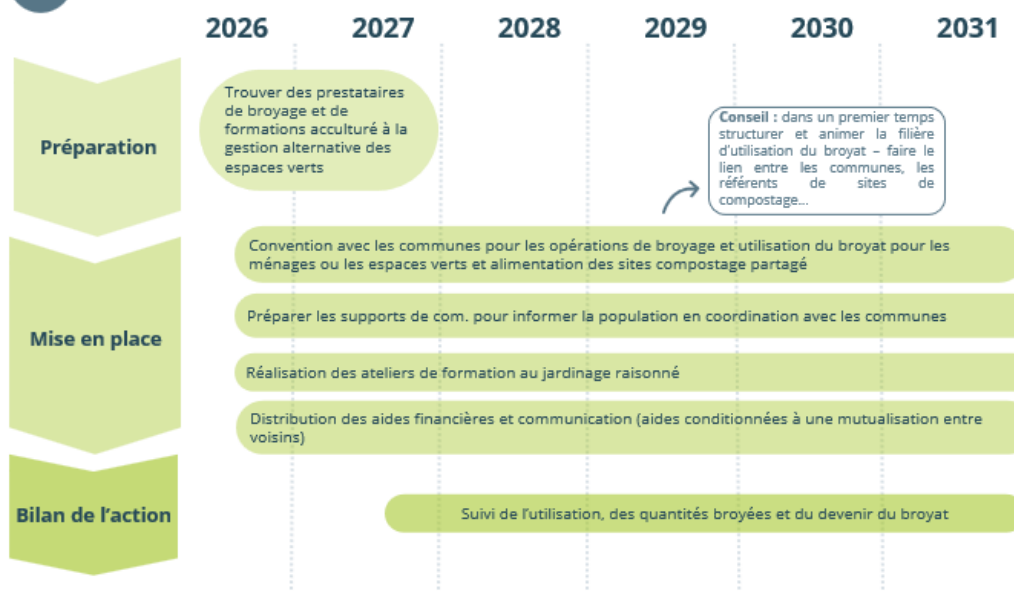 2026 2027 2028 2029 2030 2031
Préparation
Trouver des prestataires
de broyage et de
formations acculturé à la
gestion alternative des
espaces verts
Conseil : dans un premier temps
structurer et animer la filière
d'utilisation du broyat – faire le
lien entre les communes, les
référents de sites de
compostage...
Mise en place
Convention avec les communes pour les opérations de broyage et utilisation du broyat pour les
ménages ou les espaces verts et alimentation des sites compostage partagé
Préparer les supports de com. pour informer la population en coordination avec les communes
Réalisation des ateliers de formation au jardinage raisonné
Distribution des aides financières et communication (aides conditionnées à une mutualisation entre
voisins)
Bilan de l'action
Suivi de l'utilisation, des quantités broyées et du devenir du broyat